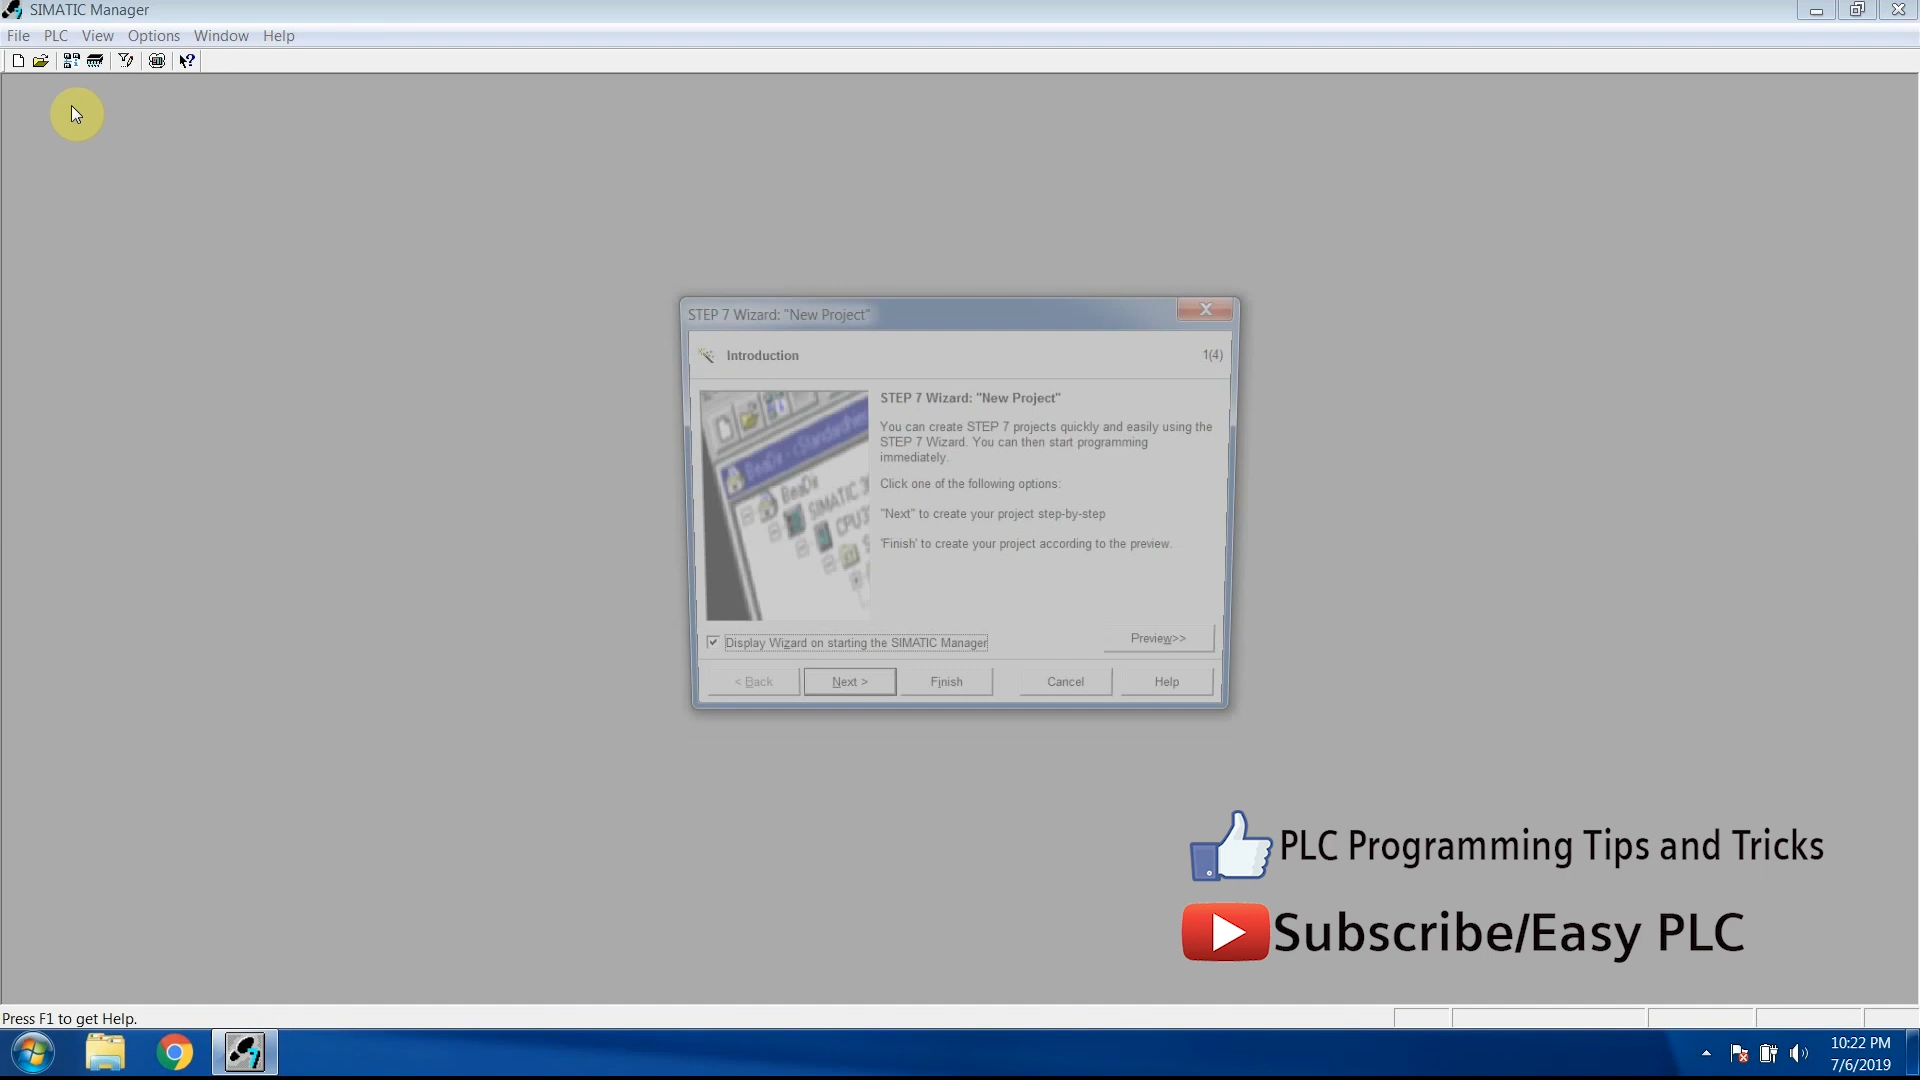 SIMATIC Manager
File PLC View Options Window Help
STEP 7 Wizard: "New Project"
Introduction 1(4)
STEP 7 Wizard: "New Project"
You can create STEP 7 projects quickly and easily using the
STEP 7 Wizard. You can then start programming
immediately.
Click one of the following options:
"Next" to create your project step-by-step
'Finish' to create your project according to the preview.
BeaDir
SIMATIC 3
CPU3
Display Wizard on starting the SIMATIC Manager
Preview>>
< Back Next > Finish Cancel Help
PLC Programming Tips and Tricks
Subscribe/Easy PLC
Press F1 to get Help.
10:22 PM
7/6/2019